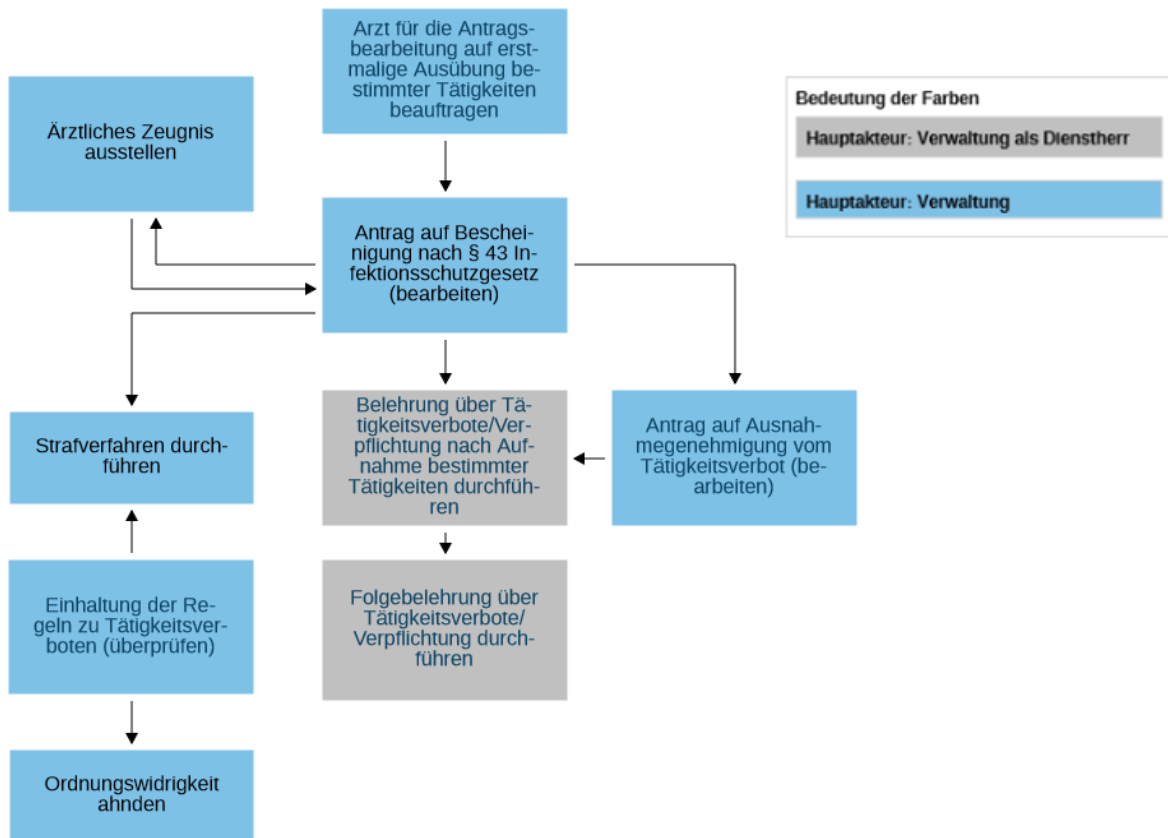 Arzt für die Antrags-
bearbeitung auf erst-
malige Ausübung be-
stimmter Tätigkeiten
beauftragen
Ärztliches Zeugnis
ausstellen
Bedeutung der Farben
Hauptakteur: Verwaltung als Dienstherr
Hauptakteur: Verwaltung
Antrag auf Beschei-
nigung nach § 43 In-
fektionsschutzgesetz
(bearbeiten)
Strafverfahren durch-
führen
Belehrung über Tä-
tigkeitsverbote/Ver-
pflichtung nach Auf-
nahme bestimmter
Tätigkeiten durchfüh-
ren
Antrag auf Ausnah-
megenehmigung vom
Tätigkeitsverbot (be-
arbeiten)
Einhaltung der Re-
geln zu Tätigkeitsver-
boten (überprüfen)
Folgebelehrung über
Tätigkeitsverbote/
Verpflichtung durch-
führen
Ordnungswidrigkeit
ahnden